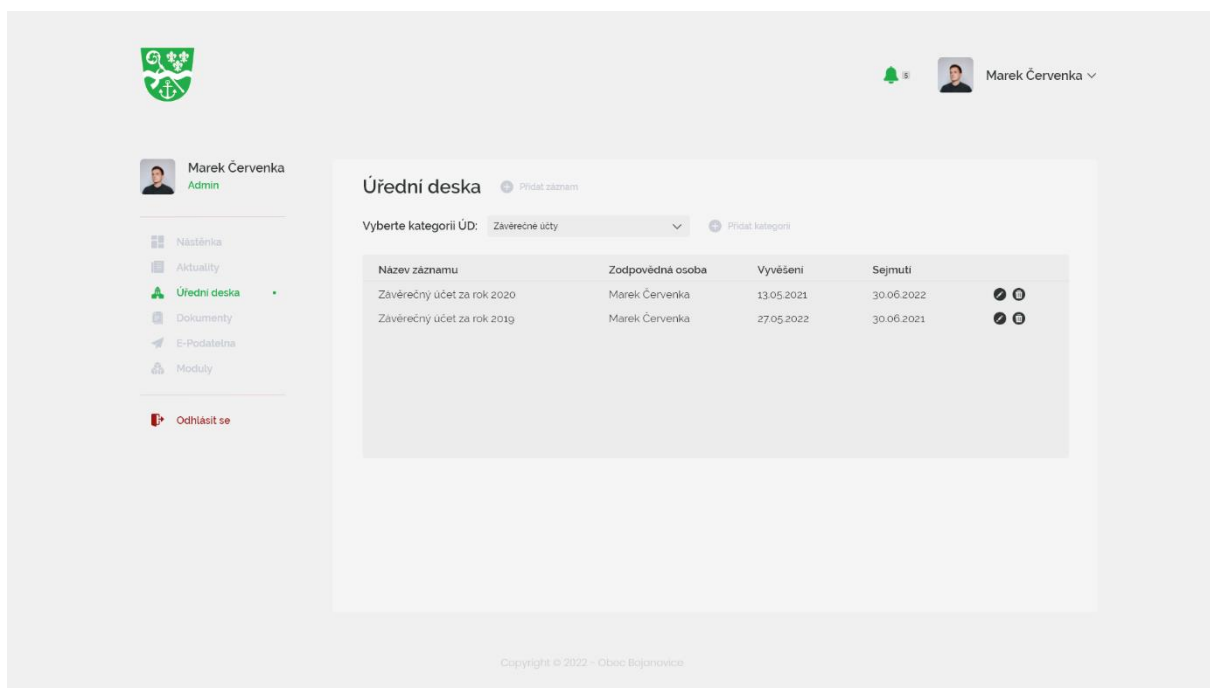 5
Marek Červenka
Marek Červenka
Admin
Nástěnka
Aktuality
Úřední deska
Dokumenty
E-Podatelna
Moduly
Odhlásit se
Úřední deska
Přidat záznam
Vyberte kategorii ÚD:
Závěrečné účty
Přidat kategorii
Název záznamu Zodpovědná osoba Vyvěšení Sejmutí
Závěrečný účet za rok 2020 Marek Červenka 13.05.2021 30.06.2022
Závěrečný účet za rok 2019 Marek Červenka 27.05.2022 30.06.2021
Copyright © 2022 - Obec Bojanovice.